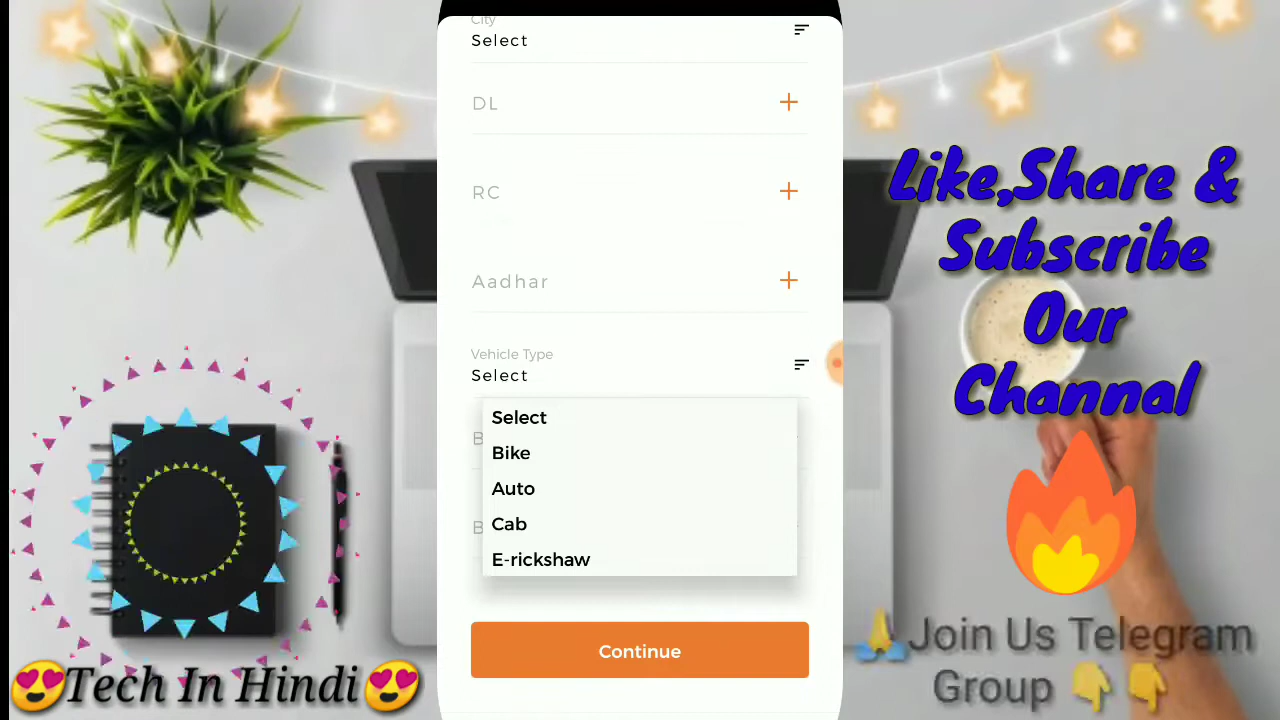 City
Select
DL
RC
Aadhar
Vehicle Type
Select
Select
Bike
Auto
Cab
E-rickshaw
Continue
Like,Share &
Subscribe
Our
Channal
Join Us Telegram
Group
Tech In Hindi